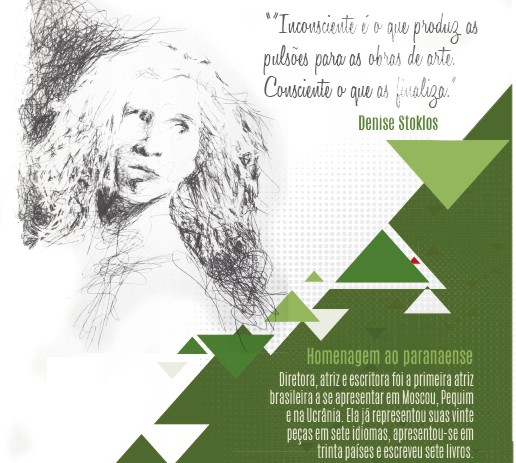 "“Inconsciente é o que produz as
pulsões para as obras de arte.
Consciente o que as finaliza.”
Denise Stoklos
Homenagem ao paranaense
Diretora, atriz e escritora foi a primeira atriz
brasileira a se apresentar em Moscou, Pequim
e na Ucrânia. Ela já representou suas vinte
peças em sete idiomas, apresentou-se em
trinta países e escreveu sete livros.